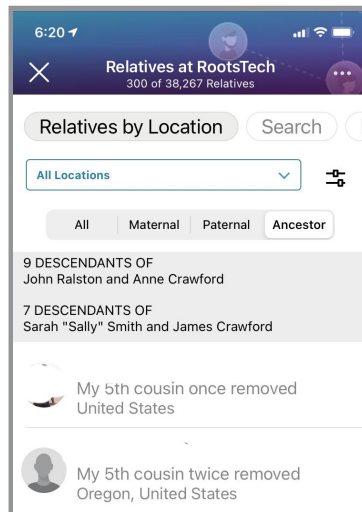 6:20
Relatives at RootsTech
300 of 38,267 Relatives
Relatives by Location
Search
All Locations
All
Maternal
Paternal
Ancestor
9 DESCENDANTS OF
John Ralston and Anne Crawford
7 DESCENDANTS OF
Sarah "Sally" Smith and James Crawford
My 5th cousin once removed
United States
My 5th cousin twice removed
Oregon, United States